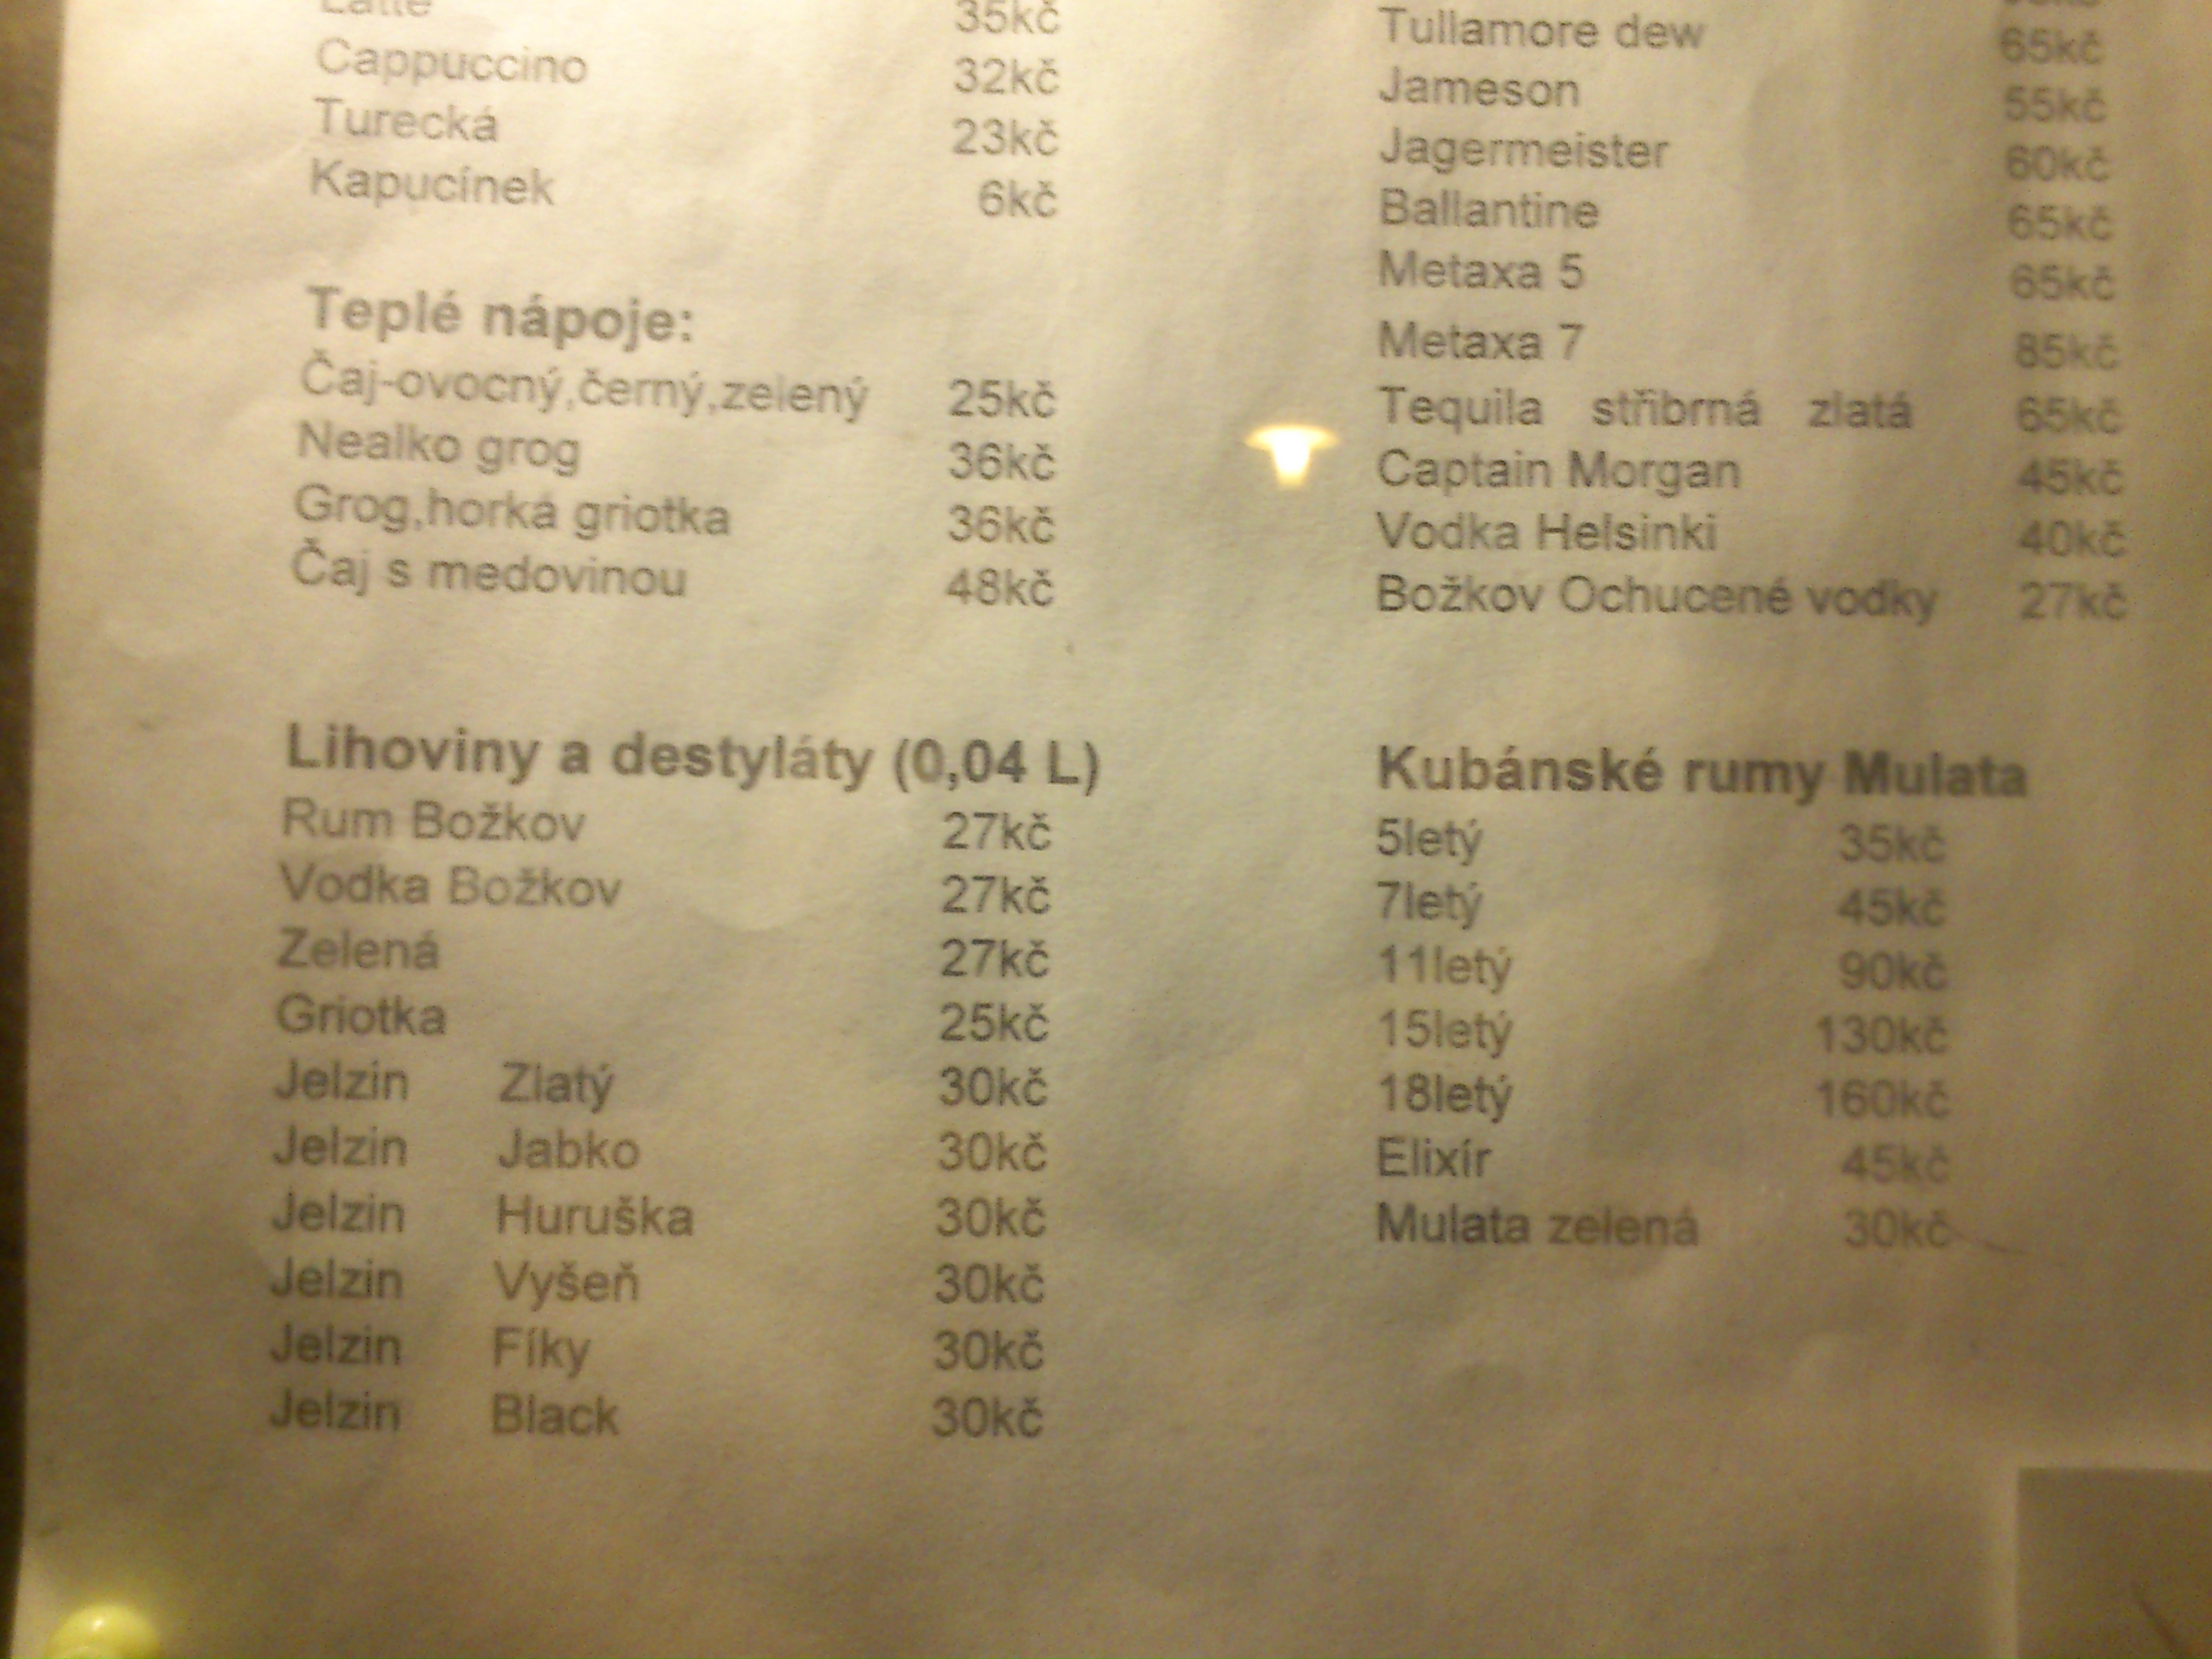 Latte 35kč
Cappuccino 32kč
Turecká 23kč
Kapucínek 6kč
Teplé nápoje:
Čaj-ovocný,černý,zelený 25kč
Nealko grog 36kč
Grog,horká griotka 36kč
Čaj s medovinou 48kč
Lihoviny a destyláty (0,04 L)
Rum Božkov 27kč
Vodka Božkov 27kč
Zelená 27kč
Griotka 25kč
Jelzin Zlatý 30kč
Jelzin Jabko 30kč
Jelzin Huruška 30kč
Jelzin Vyšeň 30kč
Jelzin Fíky 30kč
Jelzin Black 30kč
Tullamore dew 65kč
Jameson 55kč
Jagermeister 60kč
Ballantine 65kč
Metaxa 5 65kč
Metaxa 7 85kč
Tequila střibrná zlatá 65kč
Captain Morgan 45kč
Vodka Helsinki 40kč
Božkov Ochucené vodky 27kč
Kubánské rumy Mulata
5letý 35kč
7letý 45kč
11letý 90kč
15letý 130kč
18letý 160kč
Elixír 45kč
Mulata zelená 30kč